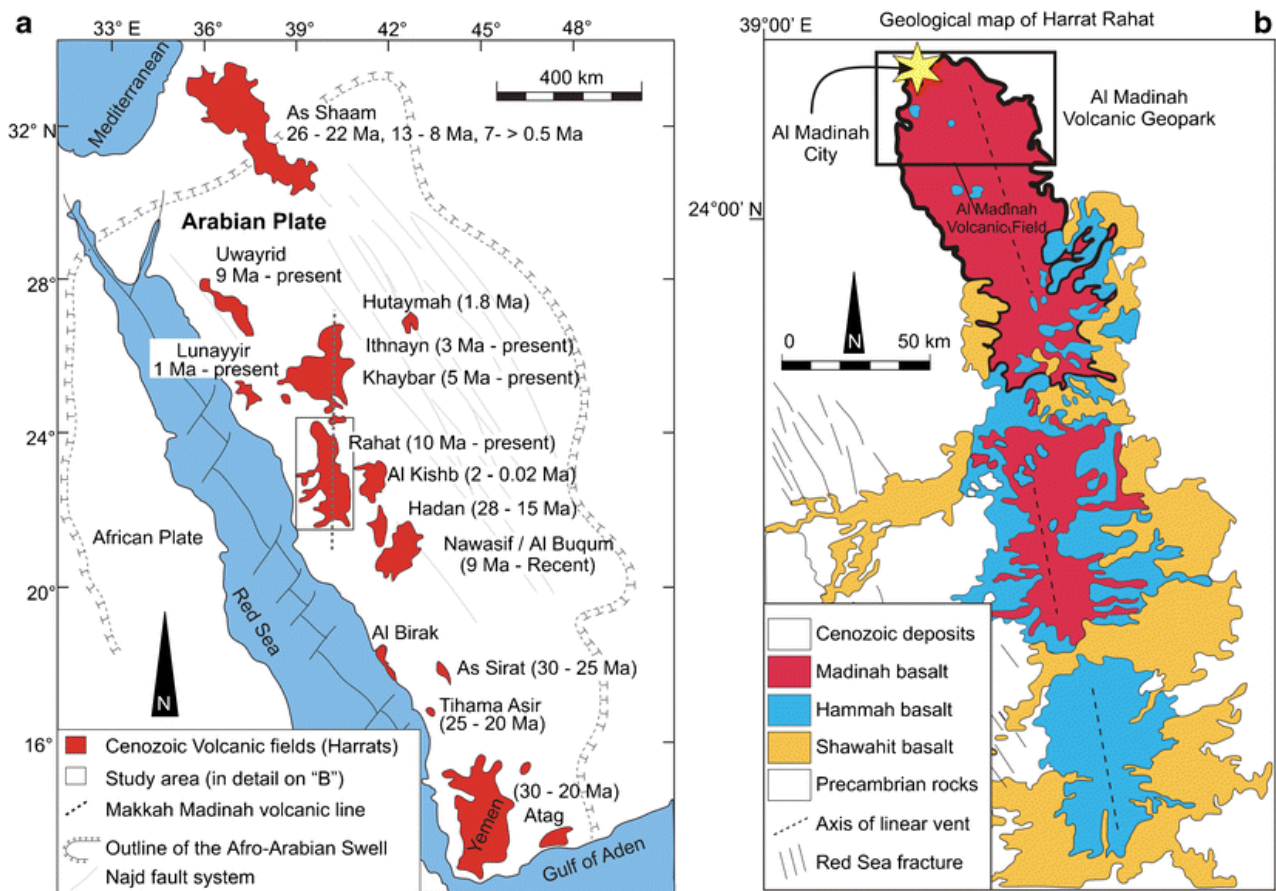 a
33° E
36°
39°
42°
45°
48°
400 km
Mediterranean
32° N
As Shaam
26 - 22 Ma, 13 - 8 Ma, 7- > 0.5 Ma
Arabian Plate
Uwayrid
9 Ma - present
28°
Hutaymah (1.8 Ma)
Ithnayn (3 Ma - present)
Lunayyir
1 Ma - present
Khaybar (5 Ma - present)
24°
Rahat (10 Ma - present)
Al Kishb (2 - 0.02 Ma)
Hadan (28 - 15 Ma)
African Plate
Nawasif / Al Buqum
(9 Ma - Recent)
20°
Red Sea
Al Birak
As Sirat (30 - 25 Ma)
N
Tihama Asir
(25 - 20 Ma)
16°
(30 - 20 Ma)
Atag
Yemen
Gulf of Aden
Cenozoic Volcanic fields (Harrats)
Study area (in detail on “B”)
Makkah Madinah volcanic line
Outline of the Afro-Arabian Swell
Najd fault system
Geological map of Harrat Rahat
b
39°00’ E
Al Madinah
City
Al Madinah
Volcanic Geopark
24°00’ N
Al Madinah
Volcanic Field
N
0
50 km
Cenozoic deposits
Madinah basalt
Hammah basalt
Shawahit basalt
Precambrian rocks
Axis of linear vent
Red Sea fracture